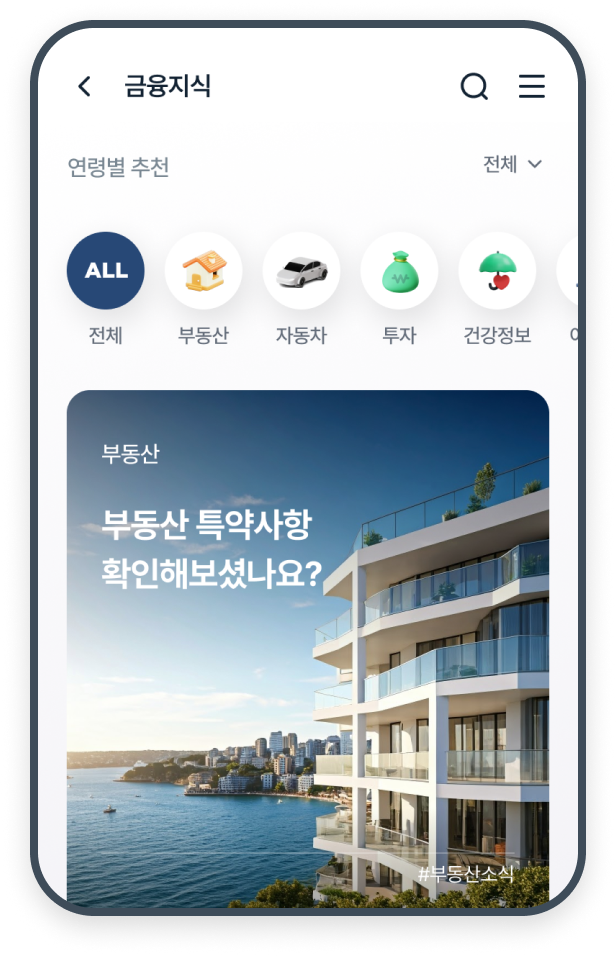 금융지식
연령별 추천
전체
ALL
전체
부동산
자동차
투자
건강정보
부동산
부동산 특약사항
확인해보셨나요?
#부동산소식